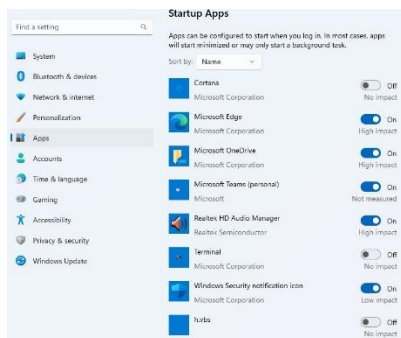 Startup Apps
Find a setting
Apps can be configured to start when you log in. In most cases, apps
will start minimized or may only start a background task.
Sort by: Name
System
Bluetooth & devices
Network & internet
Personalization
Apps
Accounts
Time & language
Gaming
Accessibility
Privacy & security
Windows Update
Cortana
Off
Microsoft Corporation
No impact
Microsoft Edge
On
Microsoft Corporation
High impact
Microsoft OneDrive
On
Microsoft Corporation
High impact
Microsoft Teams (personal)
On
Microsoft
Not measured
Realtek HD Audio Manager
On
Realtek Semiconductor
High impact
Terminal
Off
Microsoft Corporation
No impact
Windows Security notification icon
On
Microsoft Corporation
Low impact
Off
No impact